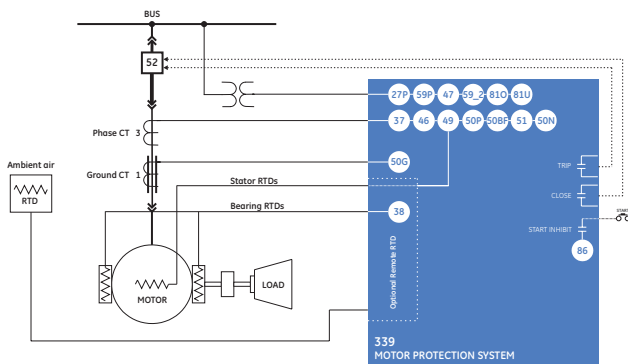 BUS
52
27P 59P 47 59_2 81O 81U
Phase CT 3
37 46 49 50P 50BF 51 50N
Ambient air
RTD
Ground CT 1
50G
Stator RTDs
Bearing RTDs
38
TRIP
CLOSE
START
START INHIBIT
86
Optional Remote RTD
MOTOR
LOAD
339
MOTOR PROTECTION SYSTEM